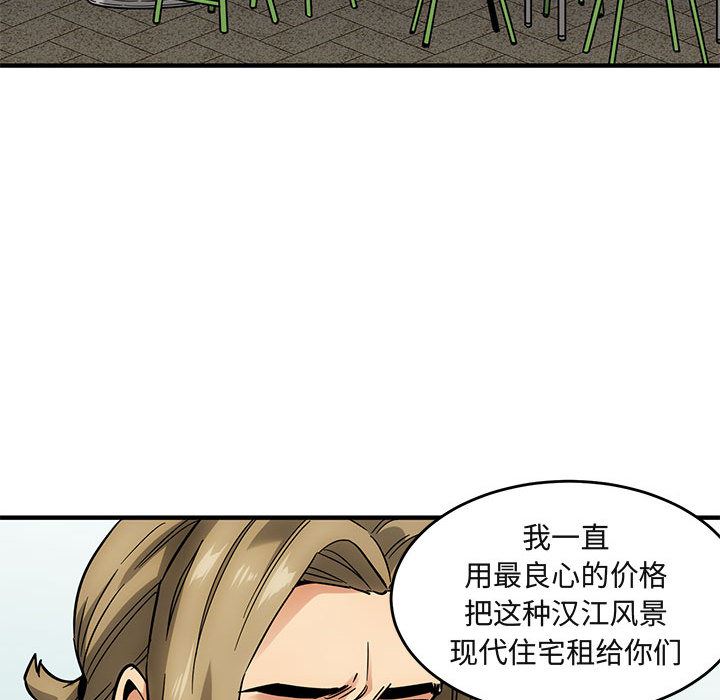 我一直
用最良心的价格
把这种汉江风景
现代住宅租给你们